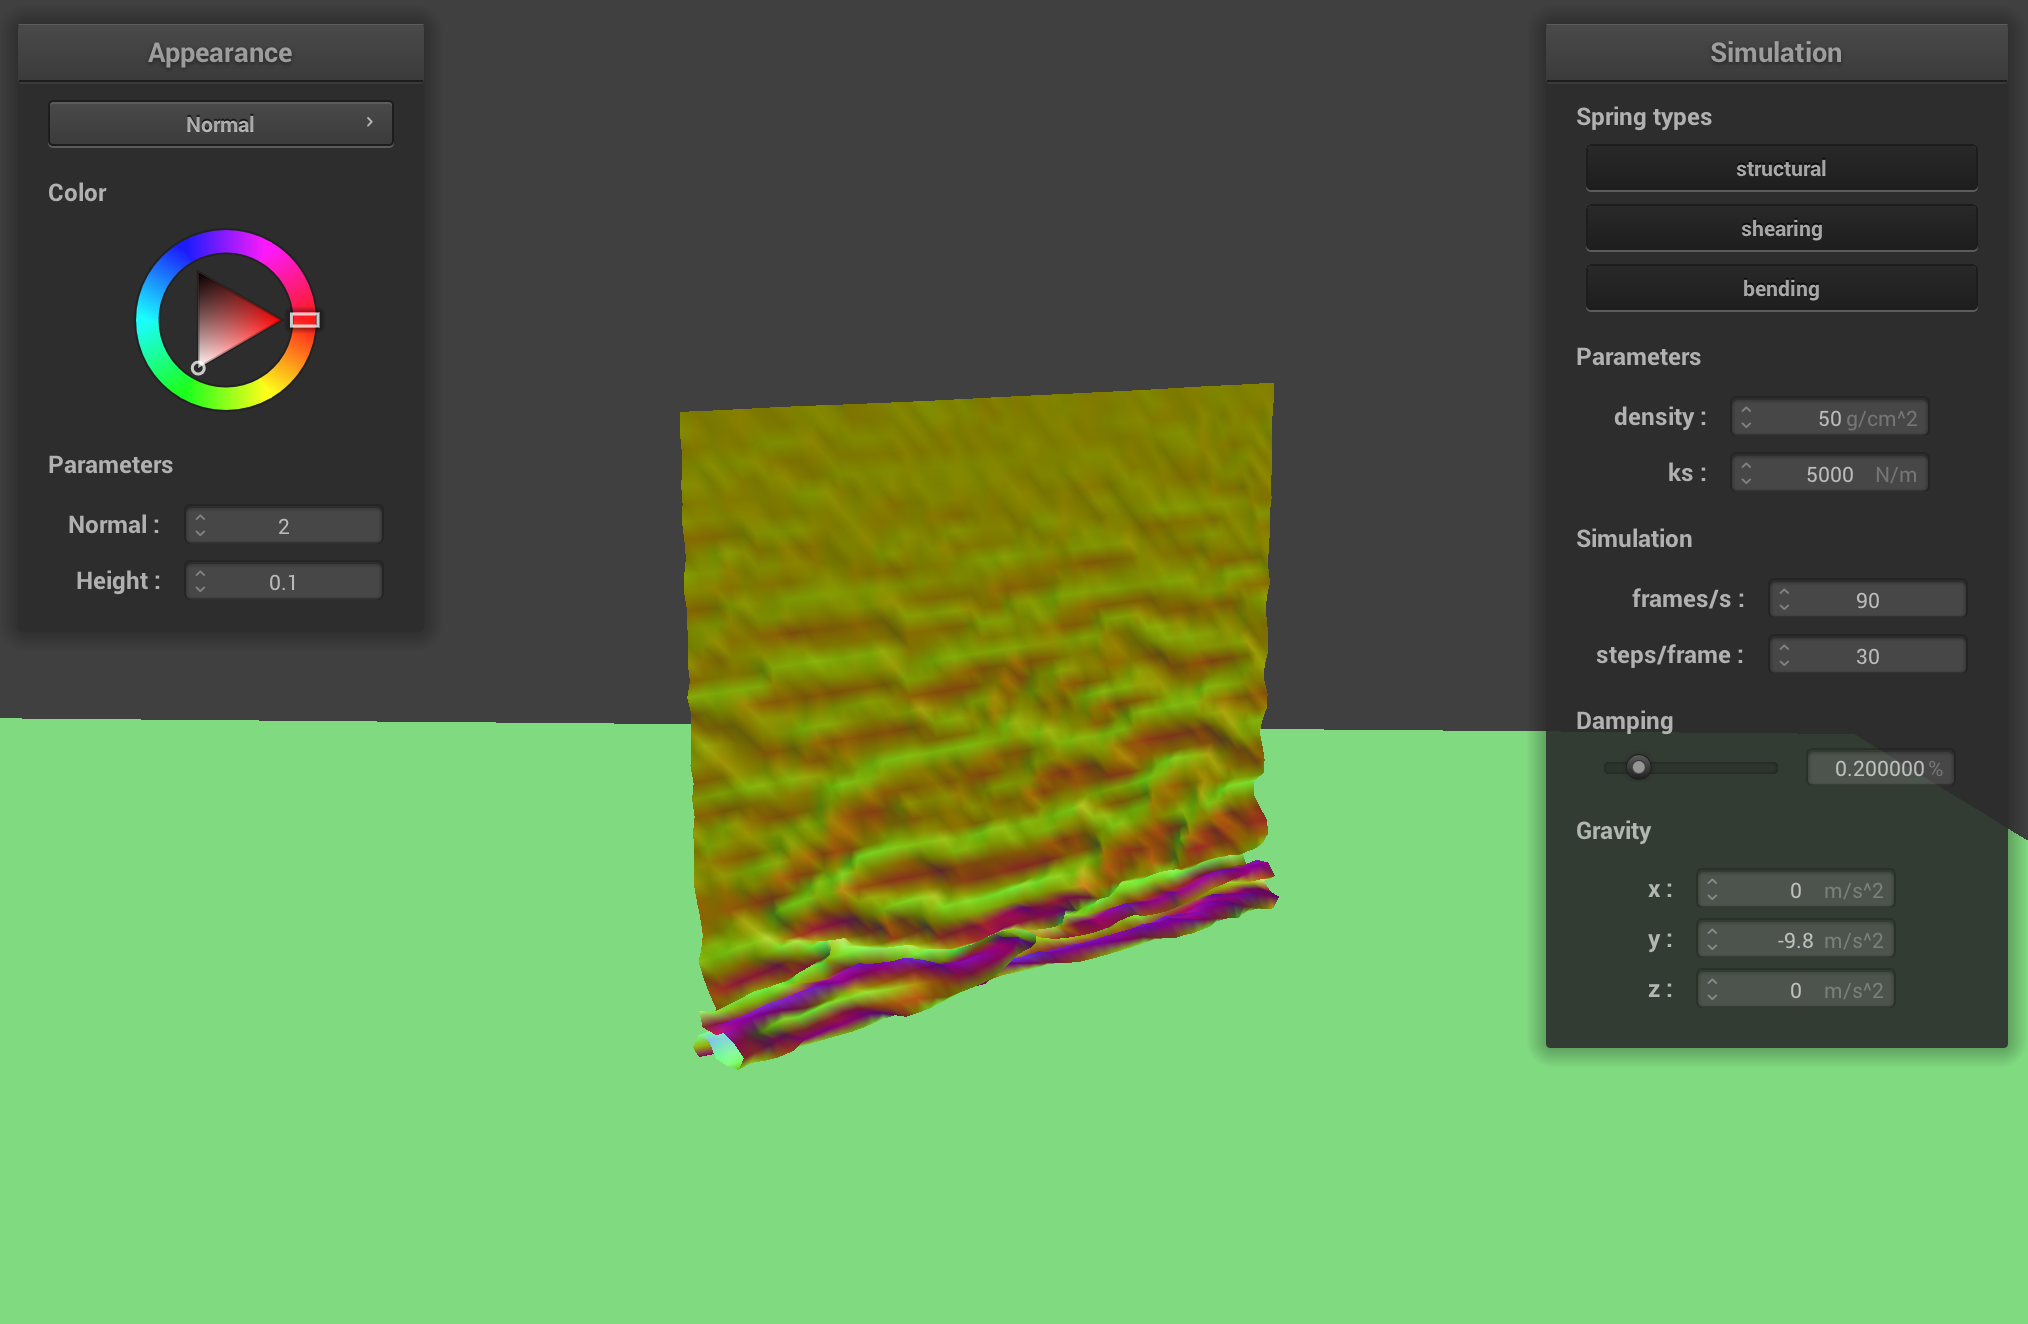 Appearance
Normal
Color
Parameters
Normal : 2
Height : 0.1
Simulation
Spring types
structural
shearing
bending
Parameters
density : 50 g/cm^2
ks : 5000 N/m
Simulation
frames/s : 90
steps/frame : 30
Damping
0.200000 %
Gravity
x : 0 m/s^2
y : -9.8 m/s^2
z : 0 m/s^2